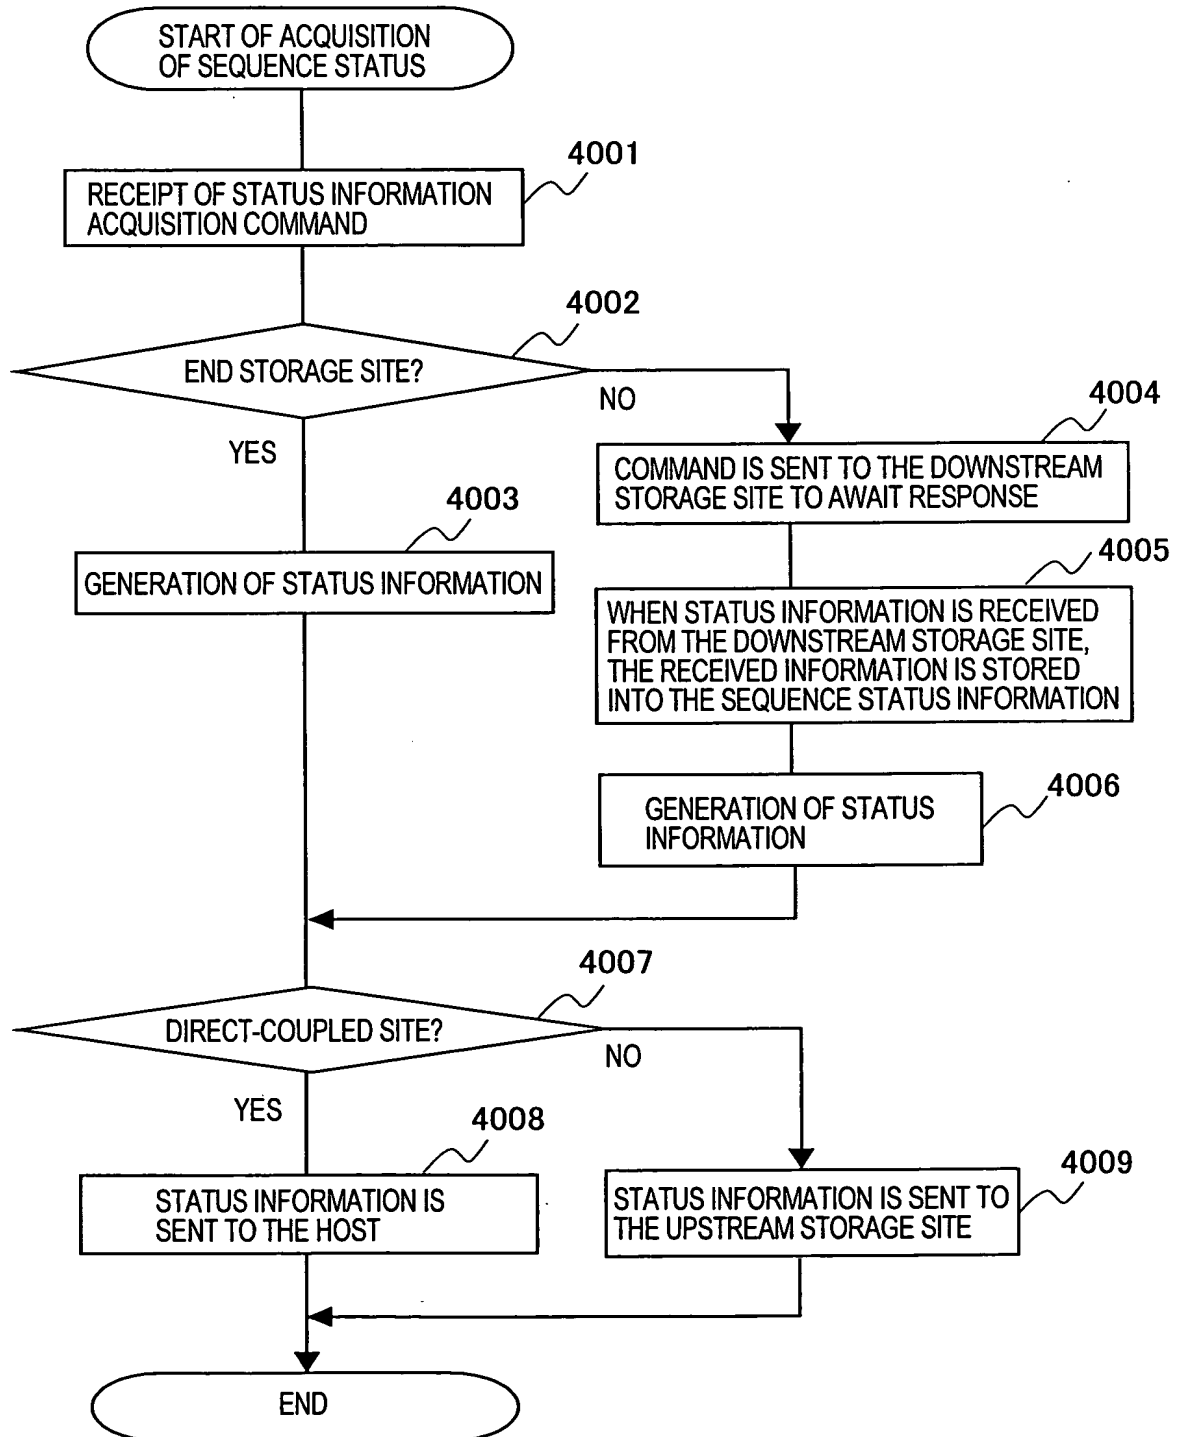 START OF ACQUISITION
OF SEQUENCE STATUS
4001
RECEIPT OF STATUS INFORMATION
ACQUISITION COMMAND
4002
END STORAGE SITE?
NO
YES
4004
COMMAND IS SENT TO THE DOWNSTREAM
STORAGE SITE TO AWAIT RESPONSE
4003
GENERATION OF STATUS INFORMATION
4005
WHEN STATUS INFORMATION IS RECEIVED
FROM THE DOWNSTREAM STORAGE SITE,
THE RECEIVED INFORMATION IS STORED
INTO THE SEQUENCE STATUS INFORMATION
4006
GENERATION OF STATUS
INFORMATION
4007
DIRECT-COUPLED SITE?
NO
YES
4008
STATUS INFORMATION IS
SENT TO THE HOST
4009
STATUS INFORMATION IS SENT TO
THE UPSTREAM STORAGE SITE
END